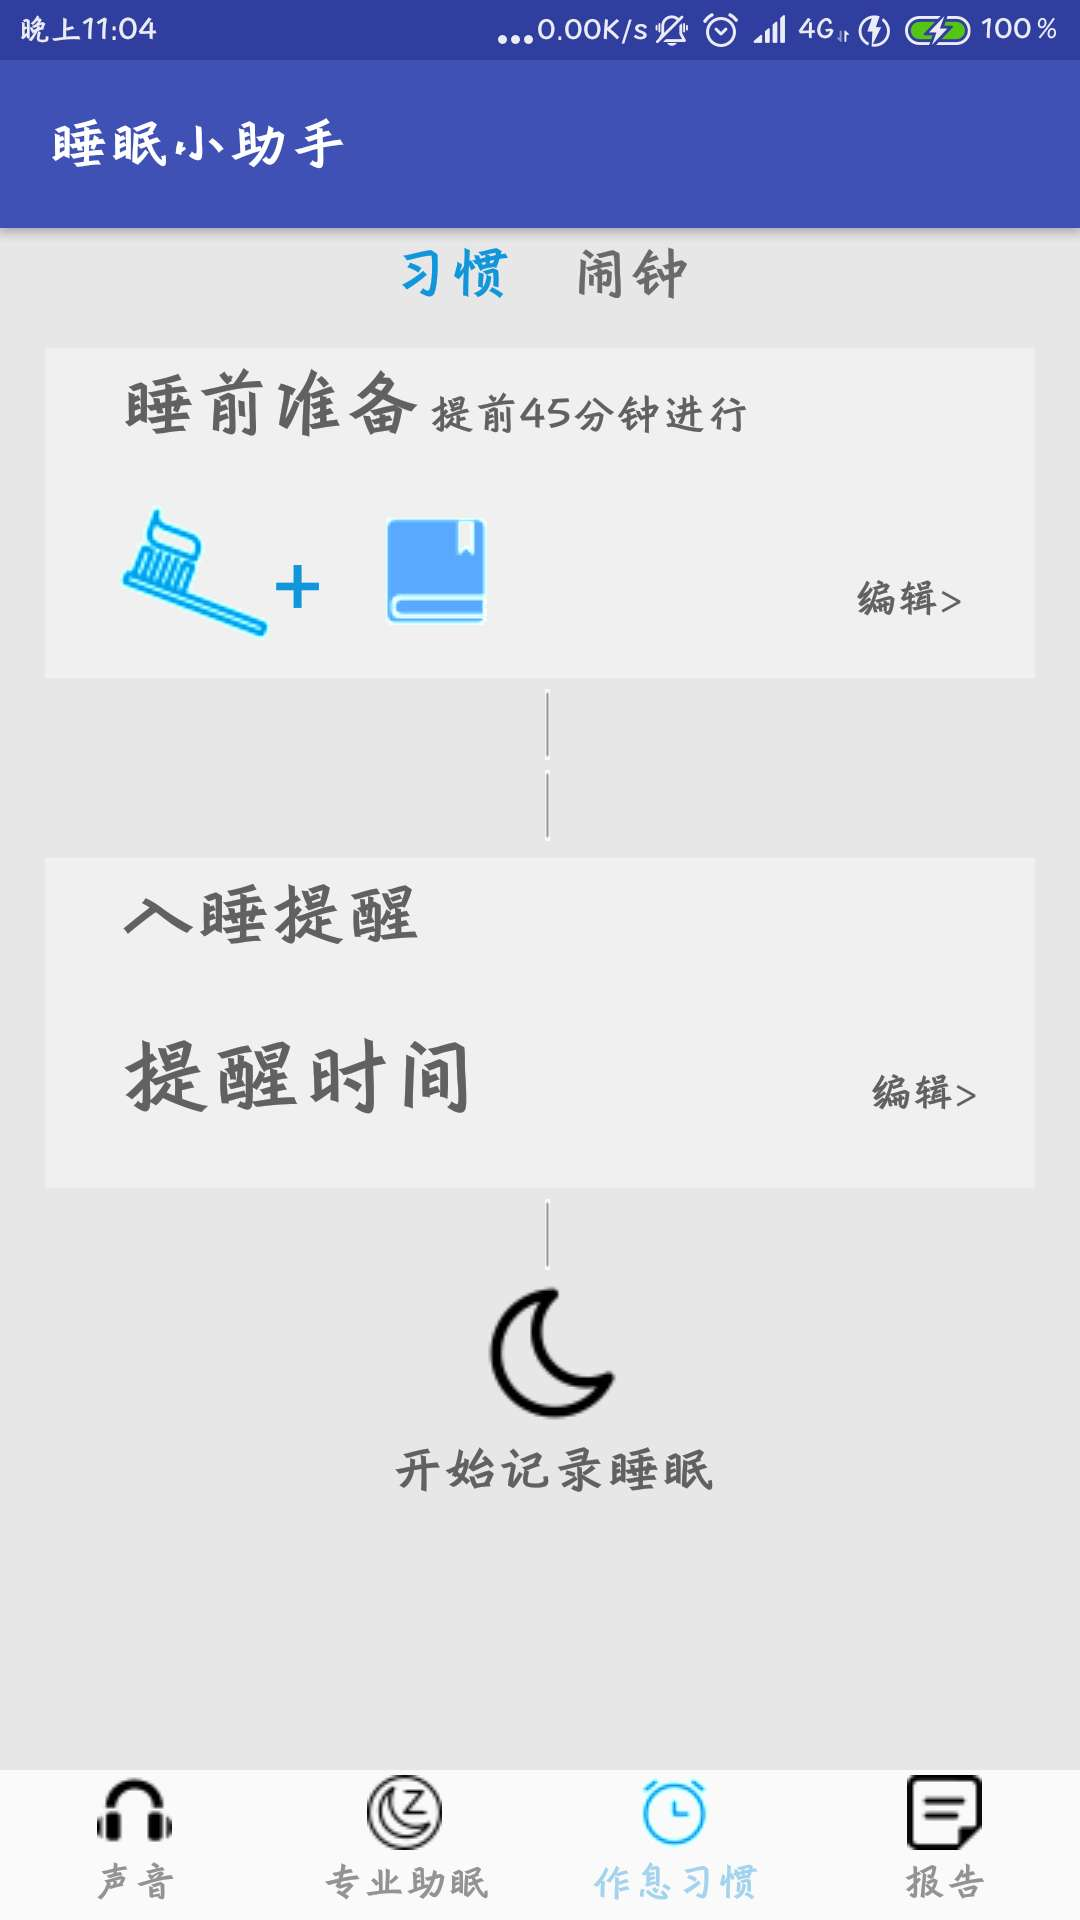 晚上11:04 ...0.00K/s 4G 100%
睡眠小助手
习惯 闹钟
睡前准备 提前45分钟进行
+
编辑>
入睡提醒
提醒时间
编辑>
开始记录睡眠
声音 专业助眠 作息习惯 报告